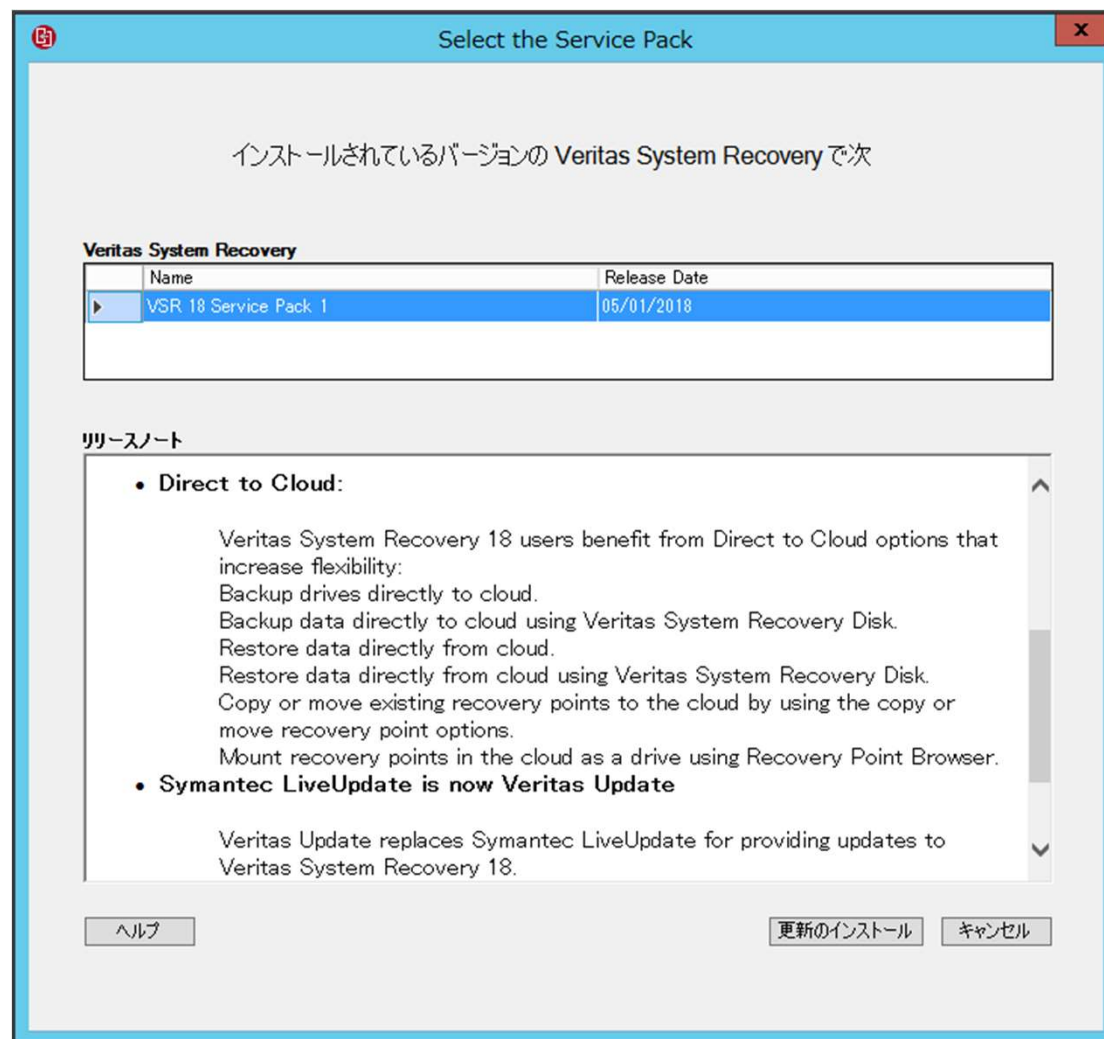 Select the Service Pack
x
インストールされているバージョンの Veritas System Recovery で次
Veritas System Recovery
Name Release Date
VSR 18 Service Pack 1 05/01/2018
リリースノート
• Direct to Cloud:
Veritas System Recovery 18 users benefit from Direct to Cloud options that
increase flexibility:
Backup drives directly to cloud.
Backup data directly to cloud using Veritas System Recovery Disk.
Restore data directly from cloud.
Restore data directly from cloud using Veritas System Recovery Disk.
Copy or move existing recovery points to the cloud by using the copy or
move recovery point options.
Mount recovery points in the cloud as a drive using Recovery Point Browser.
• Symantec LiveUpdate is now Veritas Update
Veritas Update replaces Symantec LiveUpdate for providing updates to
Veritas System Recovery 18.
ヘルプ 更新のインストール キャンセル